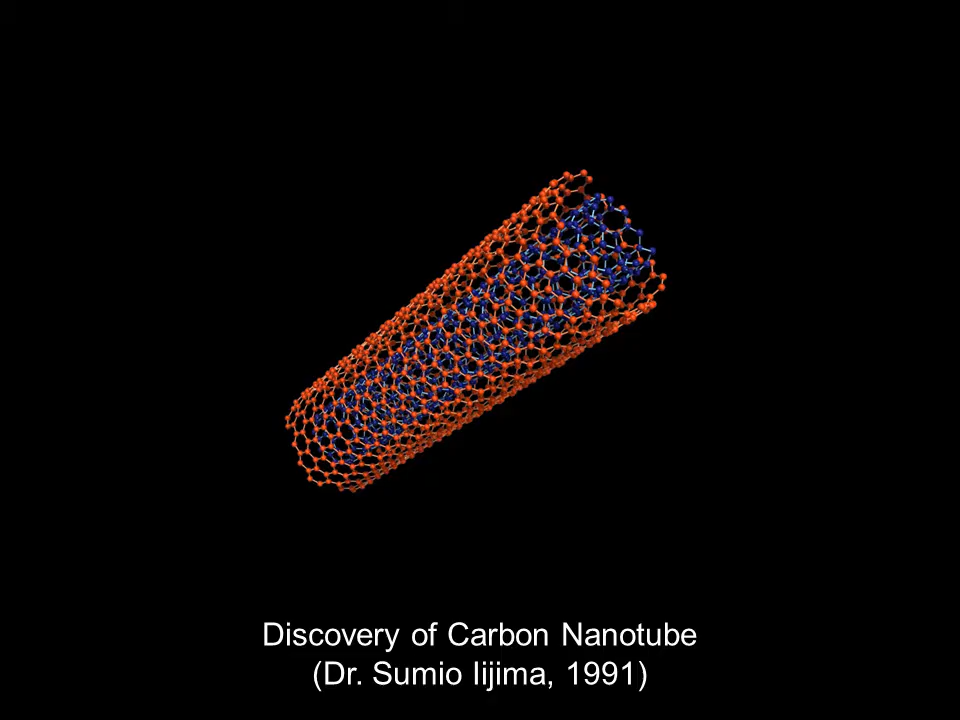 Discovery of Carbon Nanotube
(Dr. Sumio Iijima, 1991)